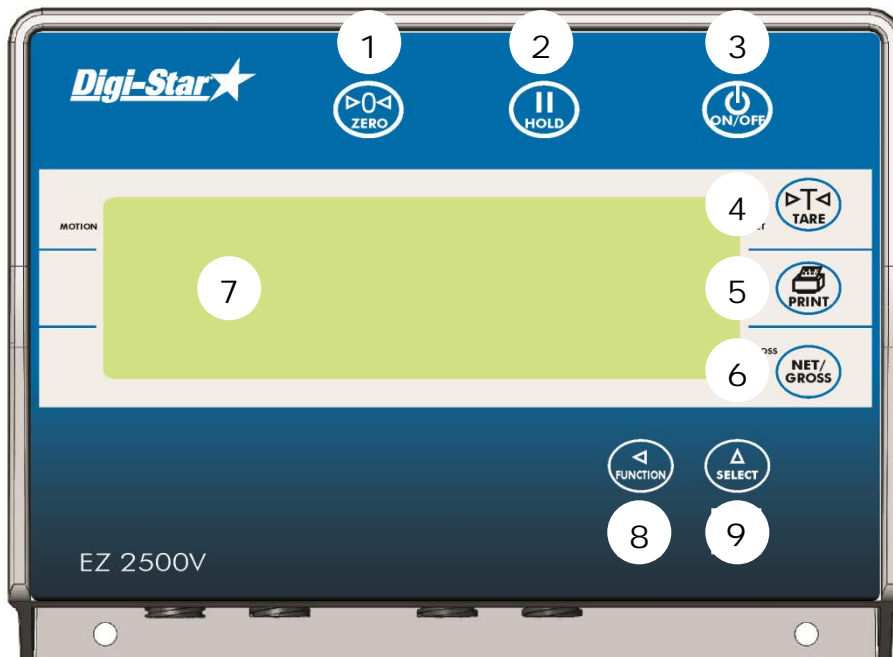 1 2 3
Digi-Star
ZERO
HOLD
ON/OFF
4
TARE
MOTION
7
5
PRINT
6
NET/
GROSS
FUNCTION
SELECT
8 9
EZ 2500V